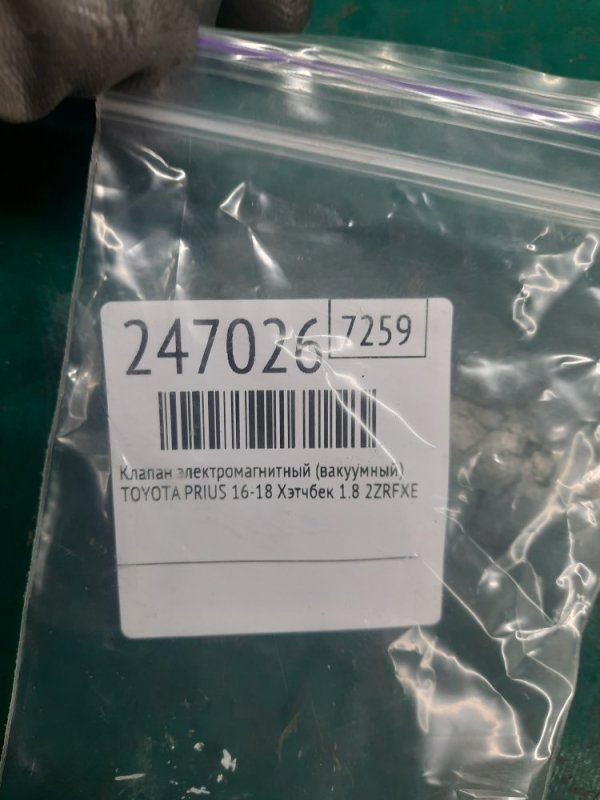 247026
7259
Клапан электромагнитный (вакуумный)
TOYOTA PRIUS 16-18 Хэтчбек 1.8 2ZRFXE